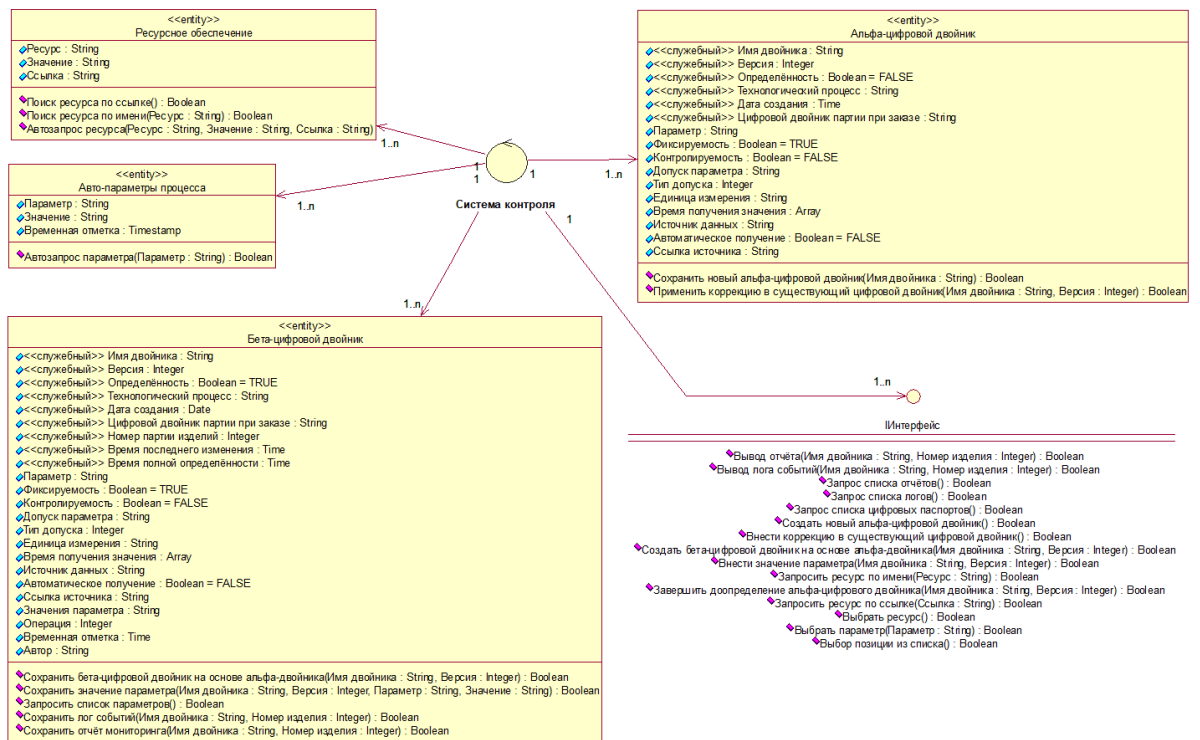 <<entity>>
Ресурсное обеспечение
Ресурс : String
Значение : String
Ссылка : String
Поиск ресурса по ссылке() : Boolean
Поиск ресурса по имени(Ресурс : String) : Boolean
Автозапрос ресурса(Ресурс : String, Значение : String, Ссылка : String)
1..n
<<entity>>
Авто-параметры процесса
Параметр : String
Значение : String
Временная отметка : Timestamp
Автозапрос параметра(Параметр : String) : Boolean
1..n
1
1
1
Система контроля
1
1..n
<<entity>>
Альфа-цифровой двойник
<<служебный>> Имя двойника : String
<<служебный>> Версия : Integer
<<служебный>> Определённость : Boolean = FALSE
<<служебный>> Технологический процесс : String
<<служебный>> Дата создания : Time
<<служебный>> Цифровой двойник партии при заказе : String
Параметр : String
Фиксируемость : Boolean = TRUE
Контролируемость : Boolean = FALSE
Допуск параметра : String
Тип допуска : Integer
Единица измерения : String
Время получения значения : Array
Источник данных : String
Автоматическое получение : Boolean = FALSE
Ссылка источника : String
Сохранить новый альфа-цифровой двойник(Имя двойника : String) : Boolean
Применить коррекцию в существующий цифровой двойник(Имя двойника : String, Версия : Integer) : Boolean
1..n
<<entity>>
Бета-цифровой двойник
<<служебный>> Имя двойника : String
<<служебный>> Версия : Integer
<<служебный>> Определённость : Boolean = TRUE
<<служебный>> Технологический процесс : String
<<служебный>> Дата создания : Date
<<служебный>> Цифровой двойник партии при заказе : String
<<служебный>> Номер партии изделий : Integer
<<служебный>> Время последнего изменения : Time
<<служебный>> Время полной определённости : Time
Параметр : String
Фиксируемость : Boolean = TRUE
Контролируемость : Boolean = FALSE
Допуск параметра : String
Тип допуска : Integer
Единица измерения : String
Время получения значения : Array
Источник данных : String
Автоматическое получение : Boolean = FALSE
Ссылка источника : String
Значения параметра : String
Операция : Integer
Временная отметка : Time
Автор : String
Сохранить бета-цифровой двойник на основе альфа-двойника(Имя двойника : String, Версия : Integer) : Boolean
Сохранить значение параметра(Имя двойника : String, Версия : Integer, Параметр : String, Значение : String) : Boolean
Запросить список параметров() : Boolean
Сохранить лог событий(Имя двойника : String, Номер изделия : Integer) : Boolean
Сохранить отчёт мониторинга(Имя двойника : String, Номер изделия : Integer) : Boolean
1..n
IИнтерфейс
Вывод отчёта(Имя двойника : String, Номер изделия : Integer) : Boolean
Вывод лога событий(Имя двойника : String, Номер изделия : Integer) : Boolean
Запрос списка отчётов() : Boolean
Запрос списка логов() : Boolean
Запрос списка цифровых паспортов() : Boolean
Создать новый альфа-цифровой двойник() : Boolean
Внести коррекцию в существующий цифровой двойник() : Boolean
Создать бета-цифровой двойник на основе альфа-двойника(Имя двойника : String, Версия : Integer) : Boolean
Внести значение параметра(Имя двойника : String, Версия : Integer) : Boolean
Запросить ресурс по имени(Ресурс : String) : Boolean
Завершить доопределение альфа-цифрового двойника(Имя двойника : String, Версия : Integer) : Boolean
Запросить ресурс по ссылке(Ссылка : String) : Boolean
Выбрать ресурс() : Boolean
Выбрать параметр(Параметр : String) : Boolean
Выбор позиции из списка() : Boolean